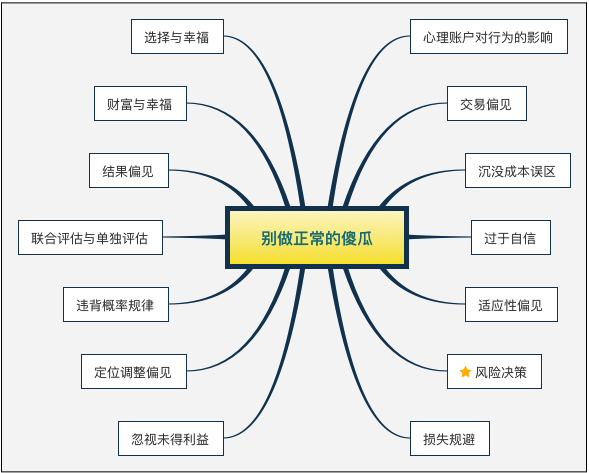 选择与幸福
心理账户对行为的影响
财富与幸福
交易偏见
结果偏见
沉没成本误区
联合评估与单独评估
别做正常的傻瓜
过于自信
违背概率规律
适应性偏见
定位调整偏见
风险决策
忽视未得利益
损失规避